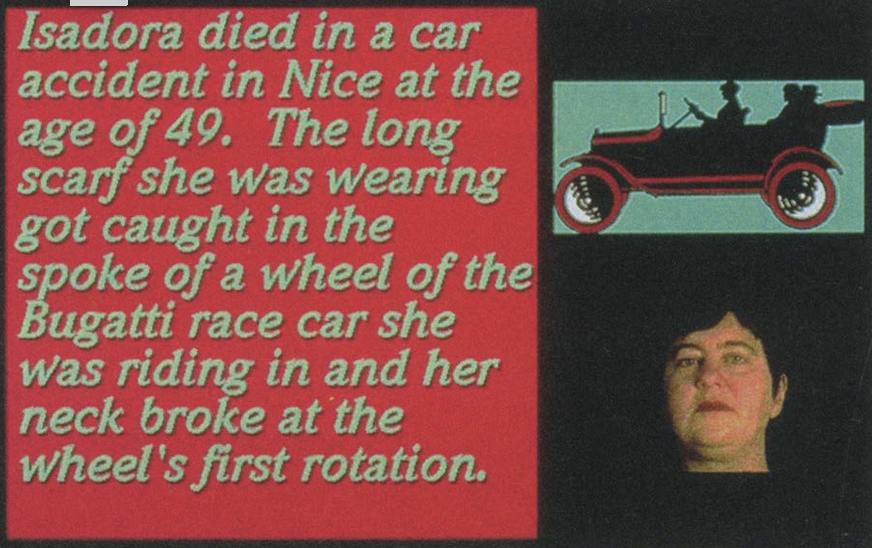 Isadora died in a car
accident in Nice at the
age of 49.  The long
scarf she was wearing
got caught in the
spoke of a wheel of the
Bugatti race car she
was riding in and her
neck broke at the
wheel's first rotation.